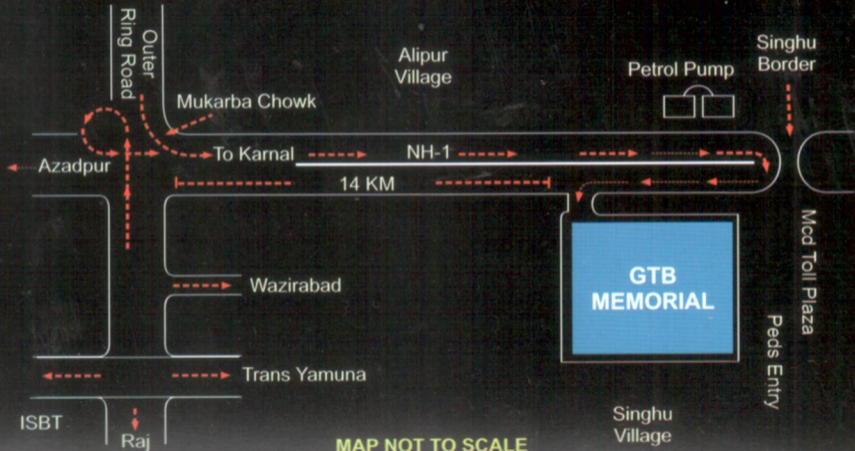 Outer
Ring Road
Alipur
Village
Singhu
Border
Petrol Pump
Mukarba Chowk
Azadpur
To Karnal
NH-1
14 KM
GTB
MEMORIAL
Mcd Toll Plaza
Peds Entry
Wazirabad
Trans Yamuna
ISBT
Raj
Singhu
Village
MAP NOT TO SCALE